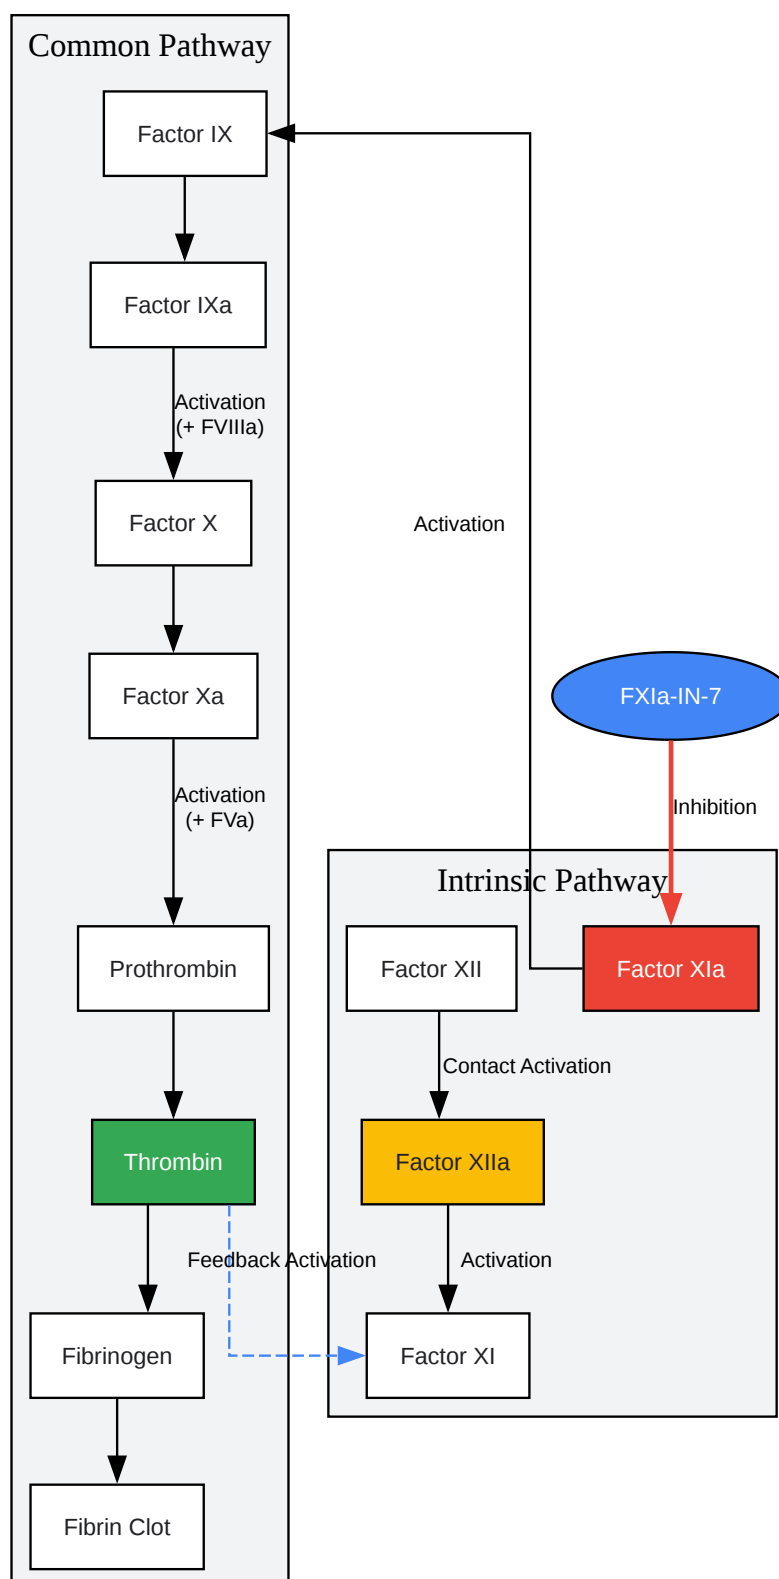 Common Pathway
Factor IX
Factor IXa
Activation
(+ FVIIIa)
Factor X
Activation
Factor Xa
FXIa-IN-7
Activation
(+ FVa)
Inhibition
Intrinsic Pathway
Prothrombin
Factor XII
Factor XIa
Contact Activation
Thrombin
Factor XIIa
Feedback Activation
Activation
Fibrinogen
Factor XI
Fibrin Clot